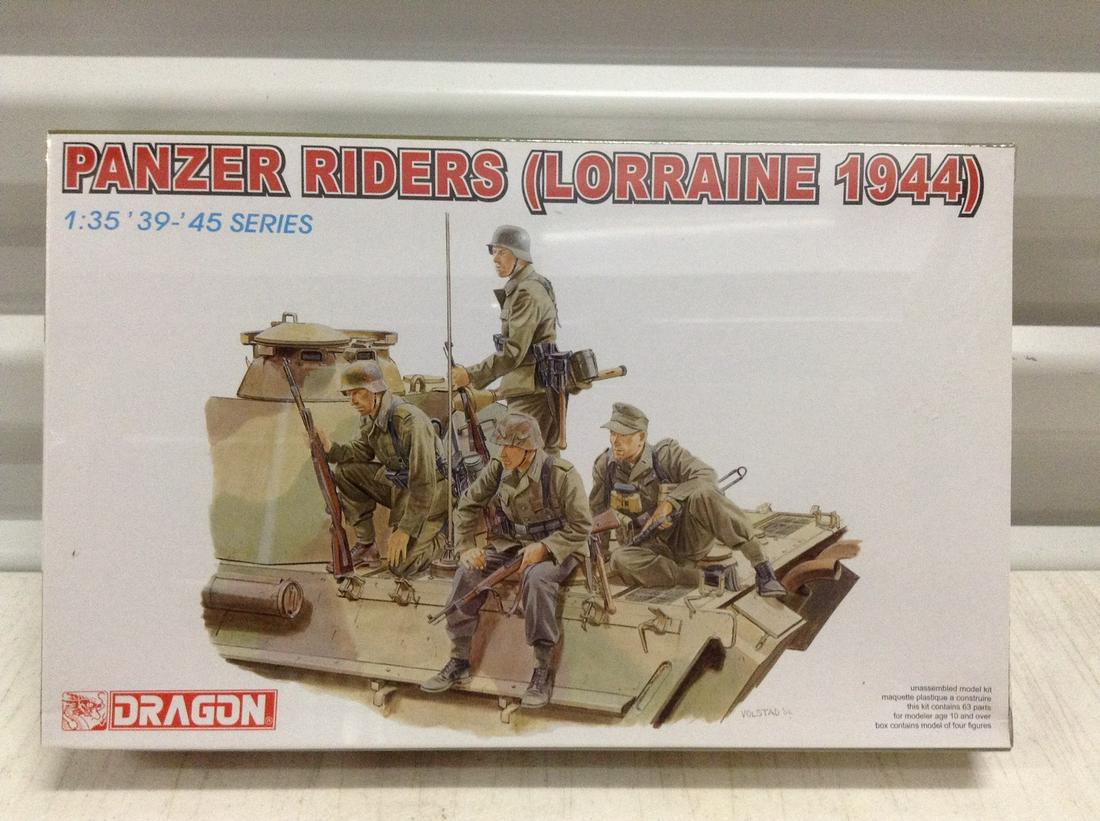 PANZER RIDERS (LORRAINE 1944)
1:35 '39-'45 SERIES
VOLSTAD
DRAGON®
unassembled model kit
maquette plastique a construire
this kit contains 63 parts
for modeler age 10 and over
box contains model of four figures